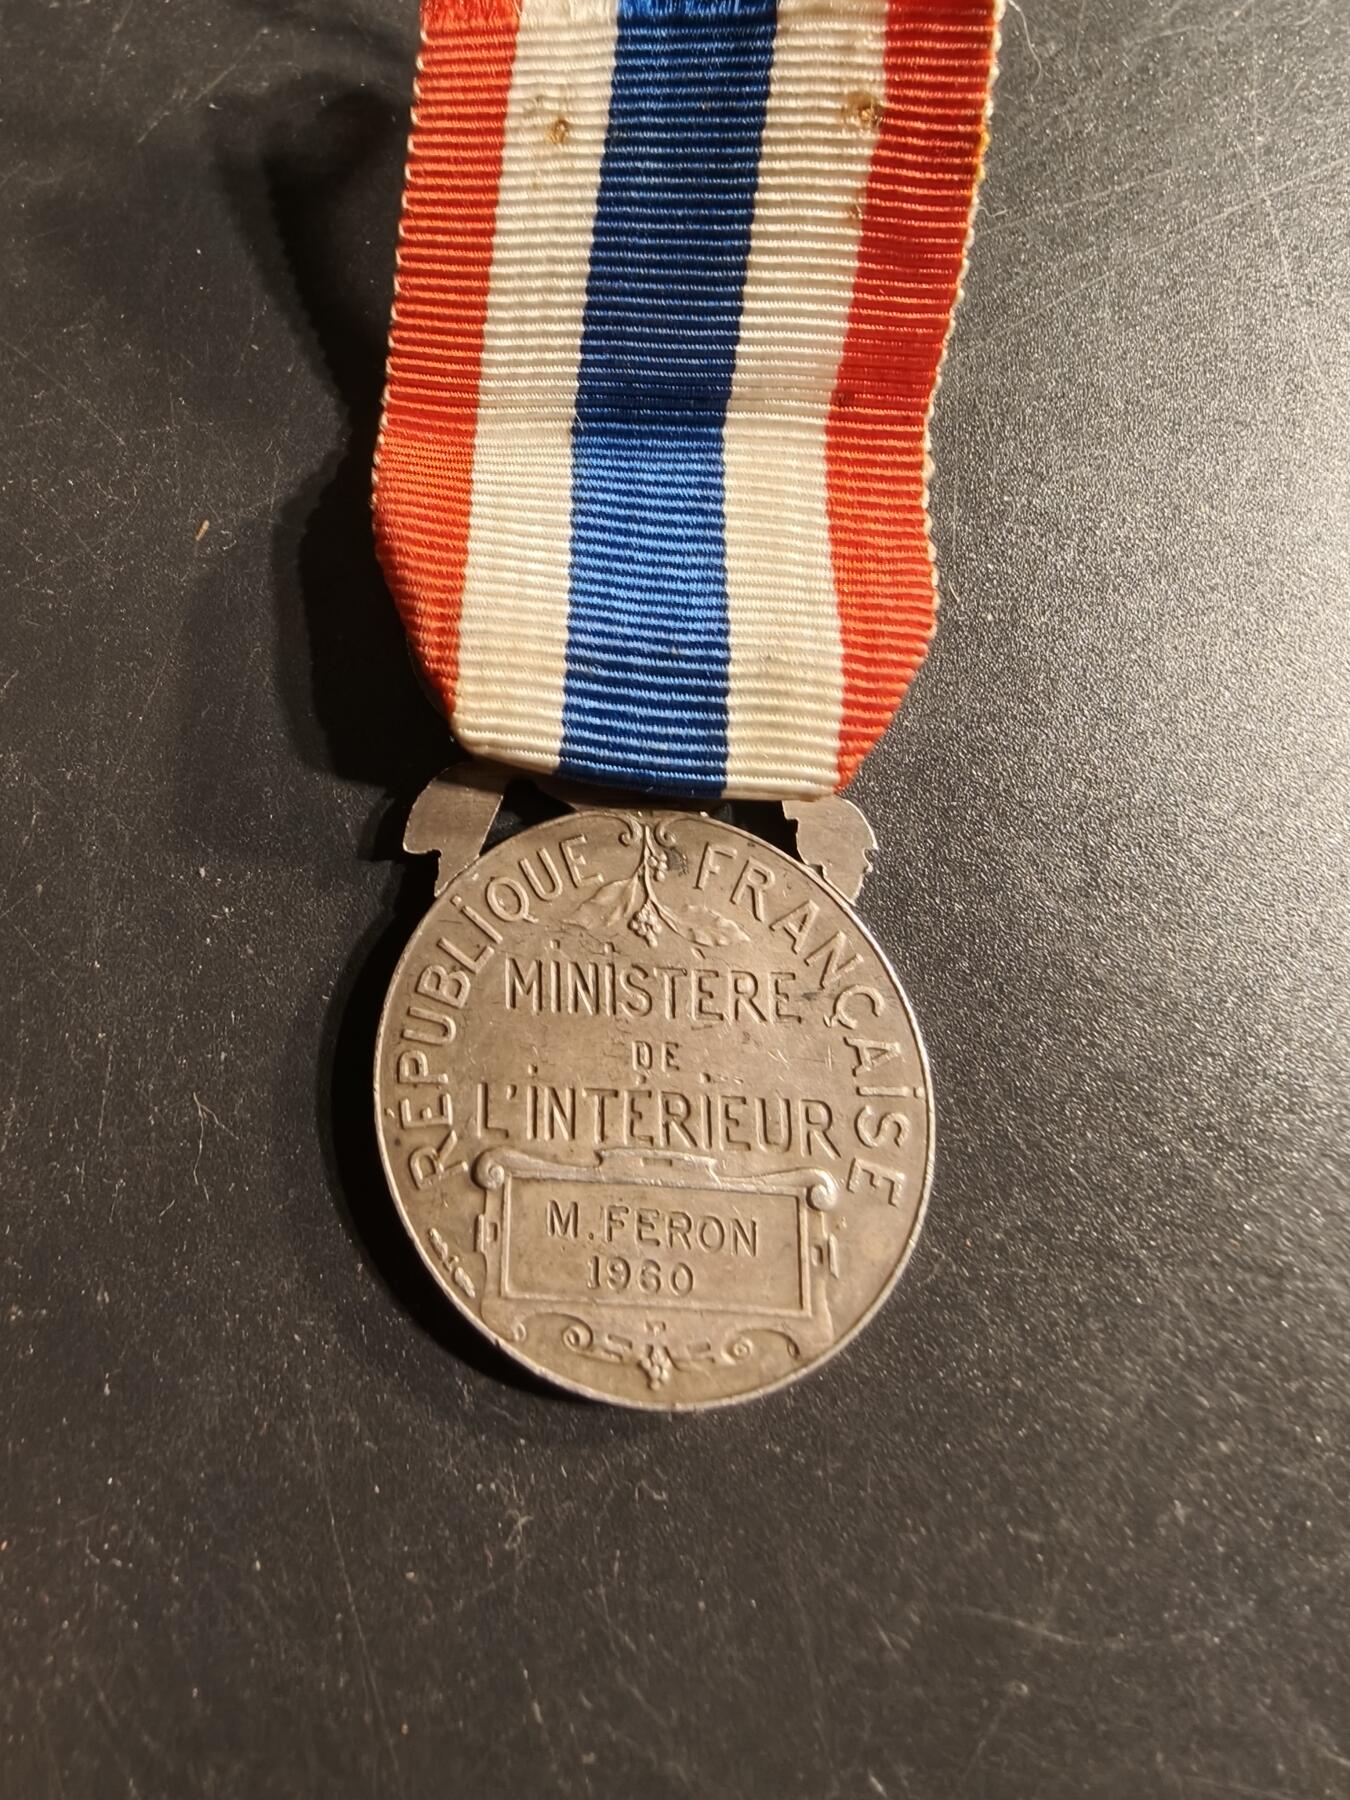 RÉPUBLIQUE FRANÇAISE
MINISTÈRE
DE
L'INTÉRIEUR
M. FERON
1960